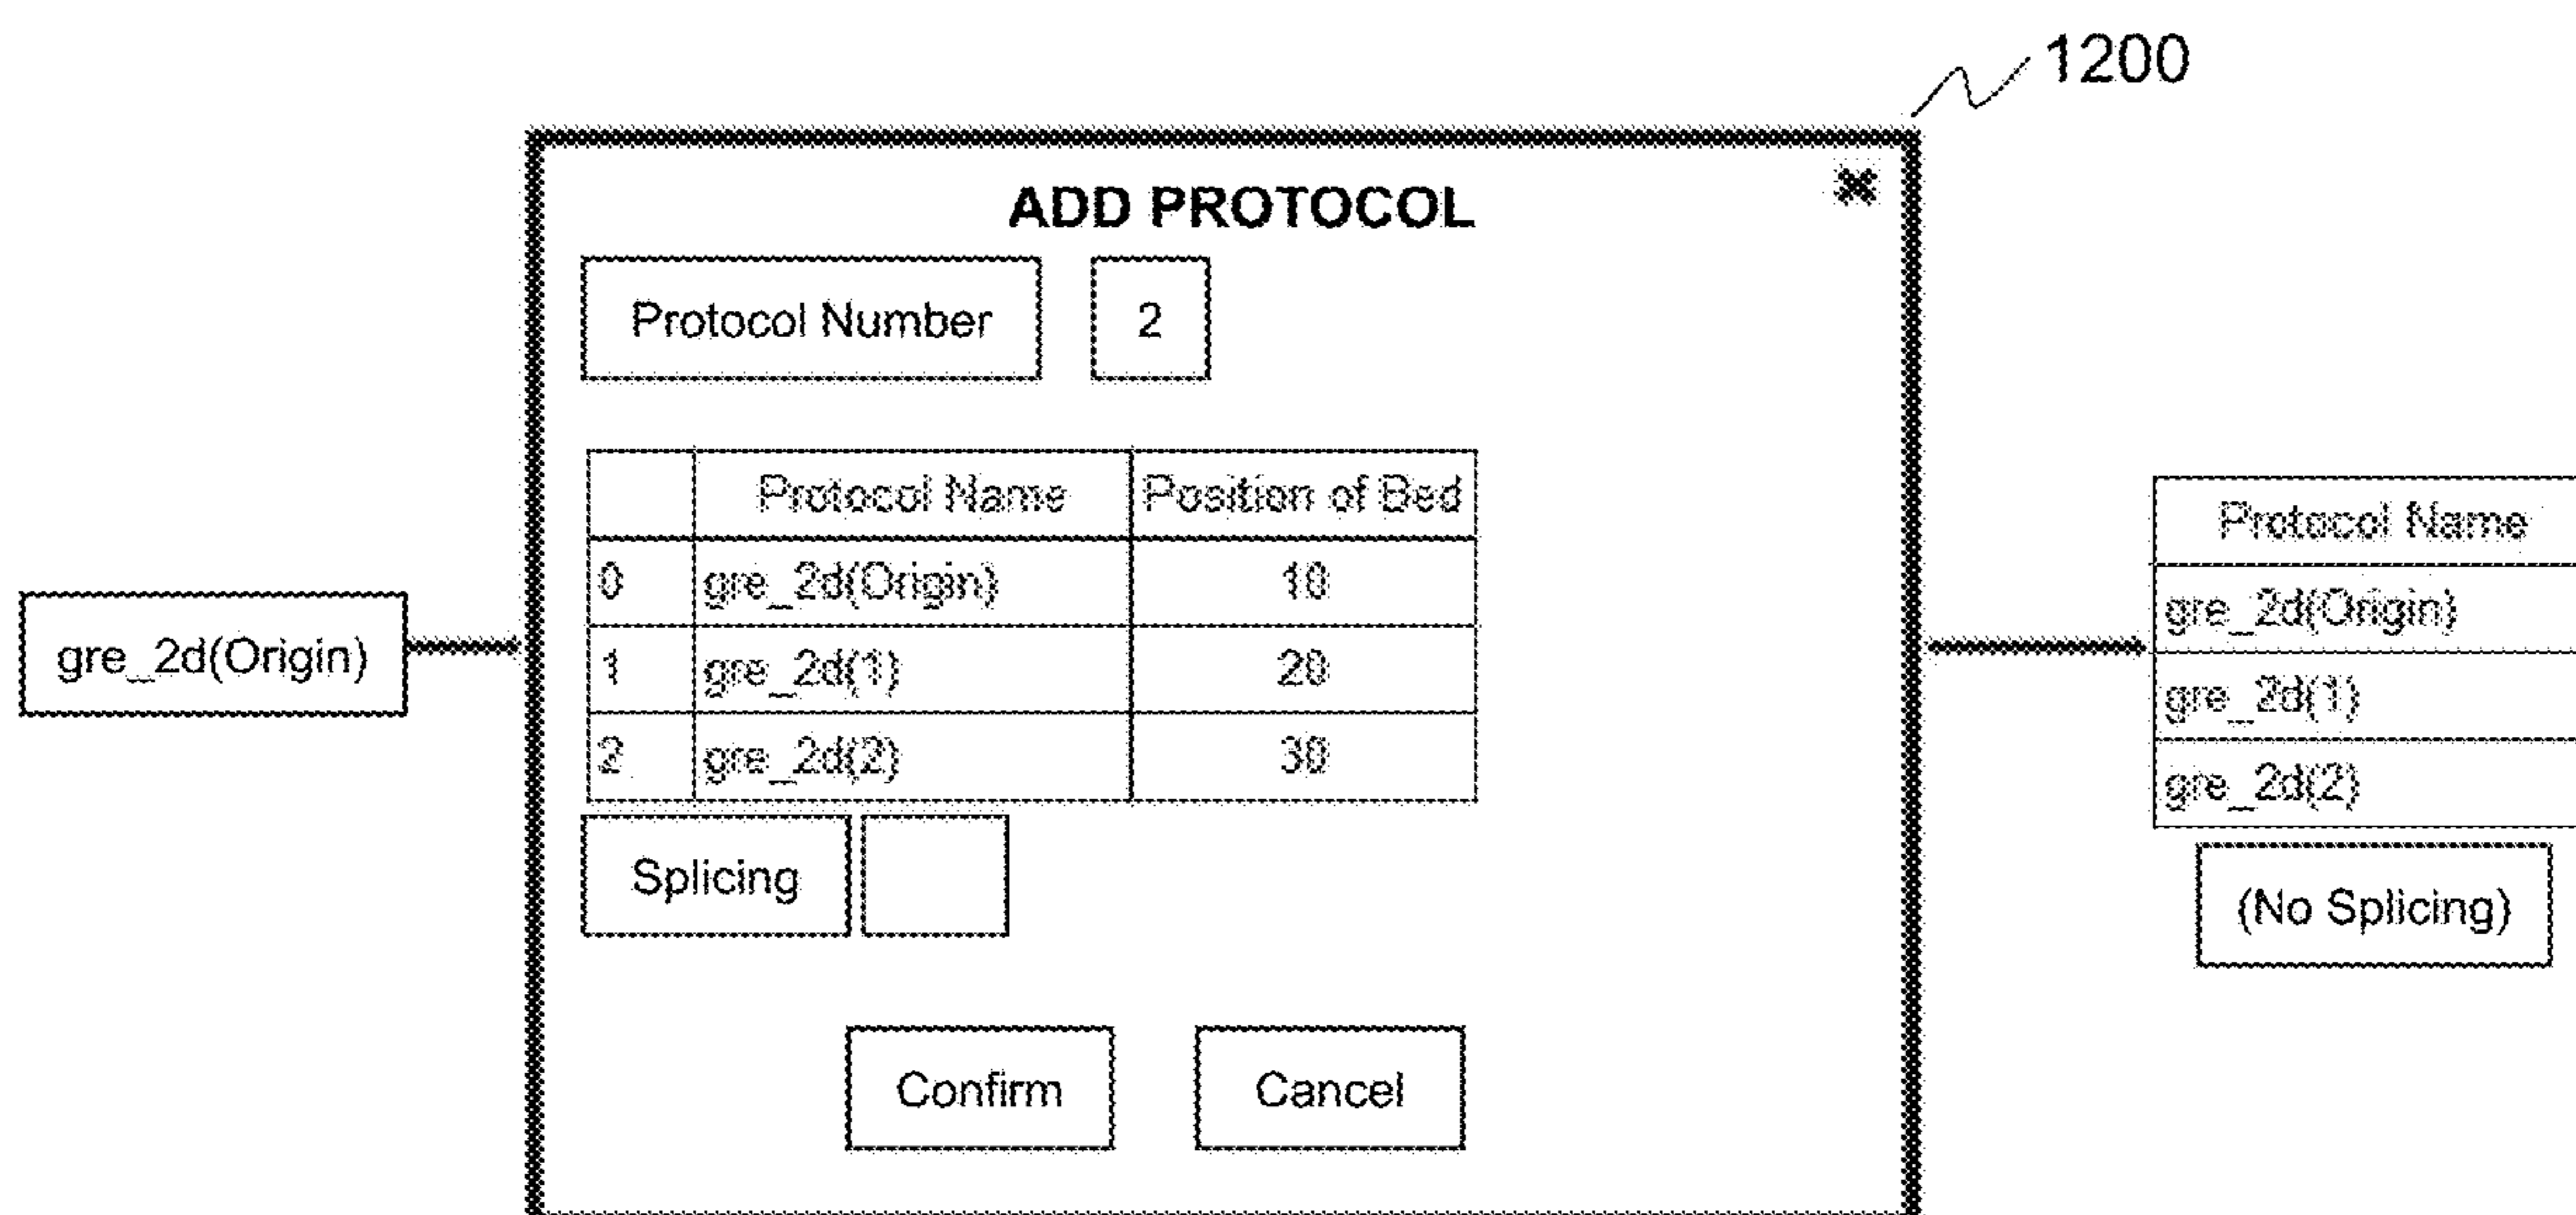 1200
ADD PROTOCOL
Protocol Number 2
Protocol Name Position of Bed
0 gre_2d(Origin) 10
1 gre_2d(1) 20
2 gre_2d(2) 30
Splicing
Confirm Cancel
gre_2d(Origin)
Protocol Name
gre_2d(Origin)
gre_2d(1)
gre_2d(2)
(No Splicing)